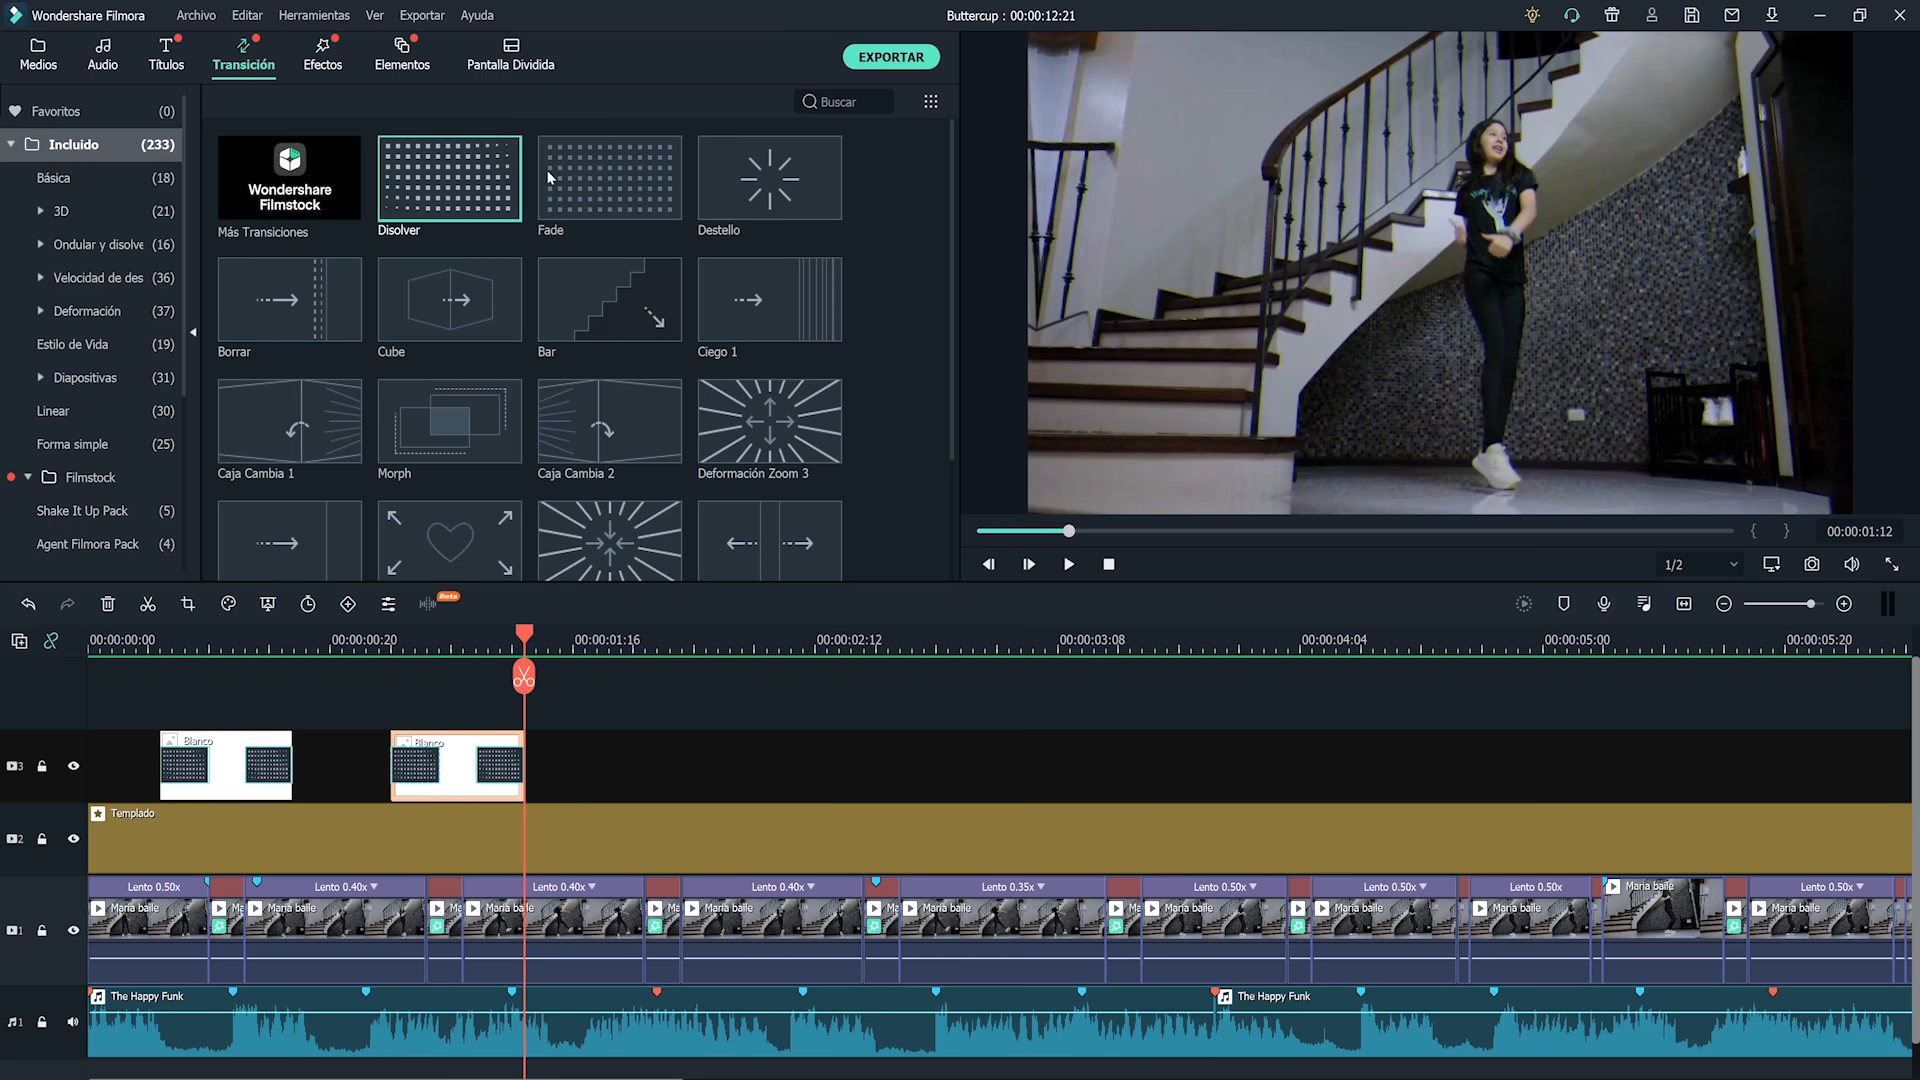 Wondershare Filmora
Archivo
Editar
Herramientas
Ver
Exportar
Ayuda
Buttercup : 00:00:12:21
Medios
Audio
Títulos
Transición
Efectos
Elementos
Pantalla Dividida
EXPORTAR
Favoritos (0)
Incluido (233)
Básica (18)
3D (21)
Ondular y disolve (16)
Velocidad de des (36)
Deformación (37)
Estilo de Vida (19)
Diapositivas (31)
Linear (30)
Forma simple (25)
Filmstock
Shake It Up Pack (5)
Agent Filmora Pack (4)
Buscar
Wondershare
Filmstock
Más Transiciones
Disolver
Fade
Destello
Borrar
Cube
Bar
Ciego 1
Caja Cambia 1
Morph
Caja Cambia 2
Deformación Zoom 3
{ }
00:00:01:12
1/2
Beta
00:00:00:00
00:00:00:20
00:00:01:16
00:00:02:12
00:00:03:08
00:00:04:04
00:00:05:00
00:00:05:20
3
Blanco
Blanco
2
Templado
Lento 0.50x
Lento 0.40x
Lento 0.40x
Lento 0.40x
Lento 0.35x
Lento 0.50x
Lento 0.50x
Lento 0.50x
Maria baile
Lento 0.50x
1
Maria baile
Ma
Maria baile
Ma
Maria baile
Ma
Maria baile
Ma
Maria baile
Ma
Maria baile
Maria baile
Maria baile
Maria baile
The Happy Funk
The Happy Funk
1